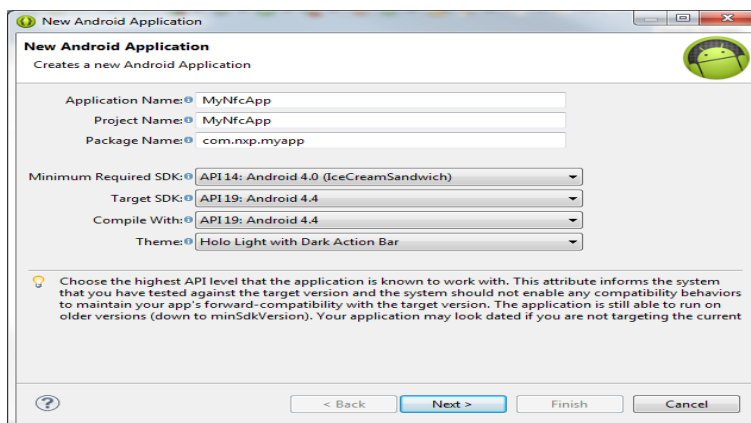 New Android Application
New Android Application
Creates a new Android Application
Application Name: MyNfcApp
Project Name: MyNfcApp
Package Name: com.nxp.myapp
Minimum Required SDK: API 14: Android 4.0 (IceCreamSandwich)
Target SDK: API 19: Android 4.4
Compile With: API 19: Android 4.4
Theme: Holo Light with Dark Action Bar
Choose the highest API level that the application is known to work with. This attribute informs the system
that you have tested against the target version and the system should not enable any compatibility behaviors
to maintain your app's forward-compatibility with the target version. The application is still able to run on
older versions (down to minSdkVersion). Your application may look dated if you are not targeting the current
? < Back Next > Finish Cancel